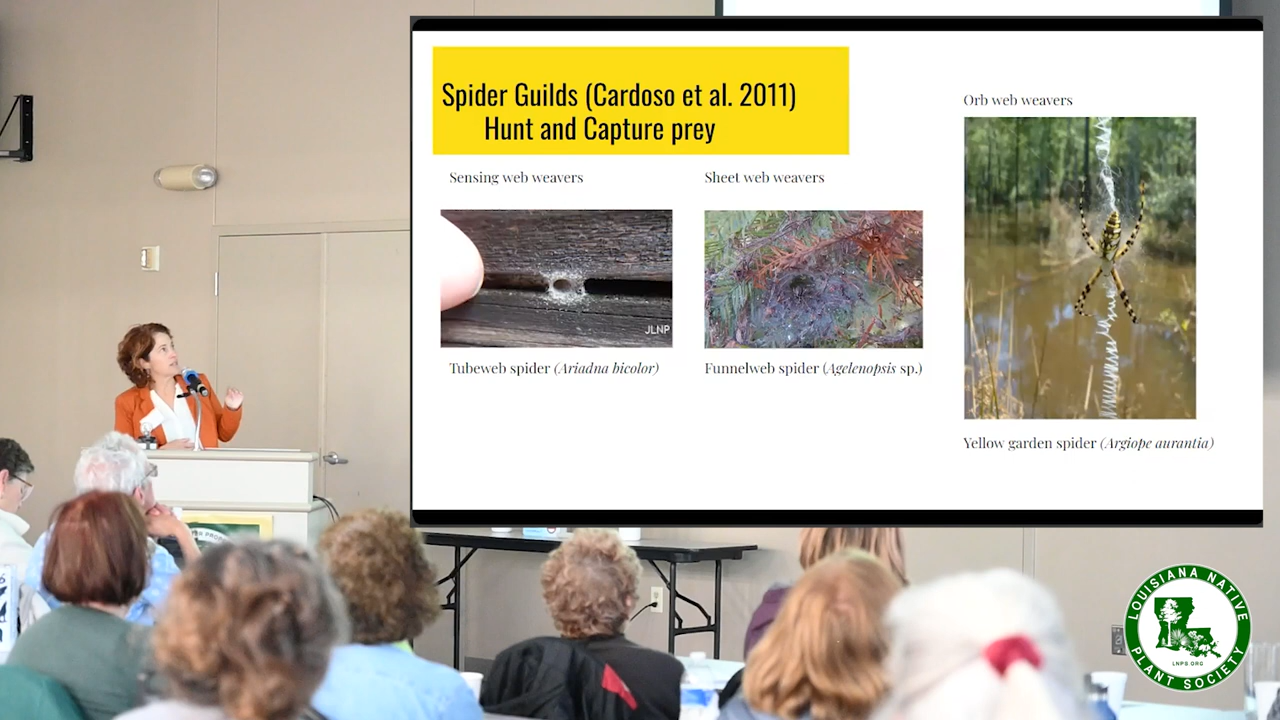 Spider Guilds (Cardoso et al. 2011)
Hunt and Capture prey
Sensing web weavers
Sheet web weavers
Orb web weavers
JLNP
Tubeweb spider (Ariadna bicolor)
Funnelweb spider (Agelenopsis sp.)
Yellow garden spider (Argiope aurantia)
LOUISIANA NATIVE
PLANT SOCIETY
LNPS.ORG